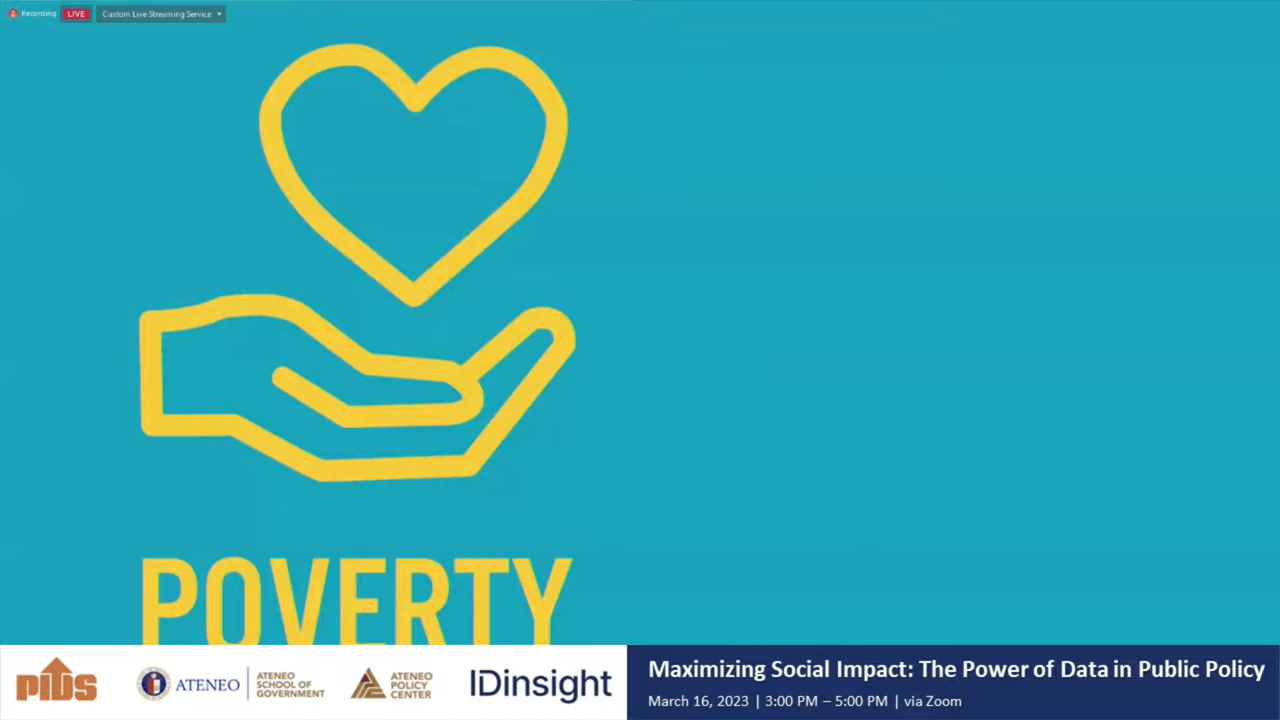 Recording LIVE Custom Live Streaming Service
POVERTY
PIDS
ATENEO
ATENEO
SCHOOL OF
GOVERNMENT
ATENEO
POLICY
CENTER
IDinsight
Maximizing Social Impact: The Power of Data in Public Policy
March 16, 2023 | 3:00 PM – 5:00 PM | via Zoom